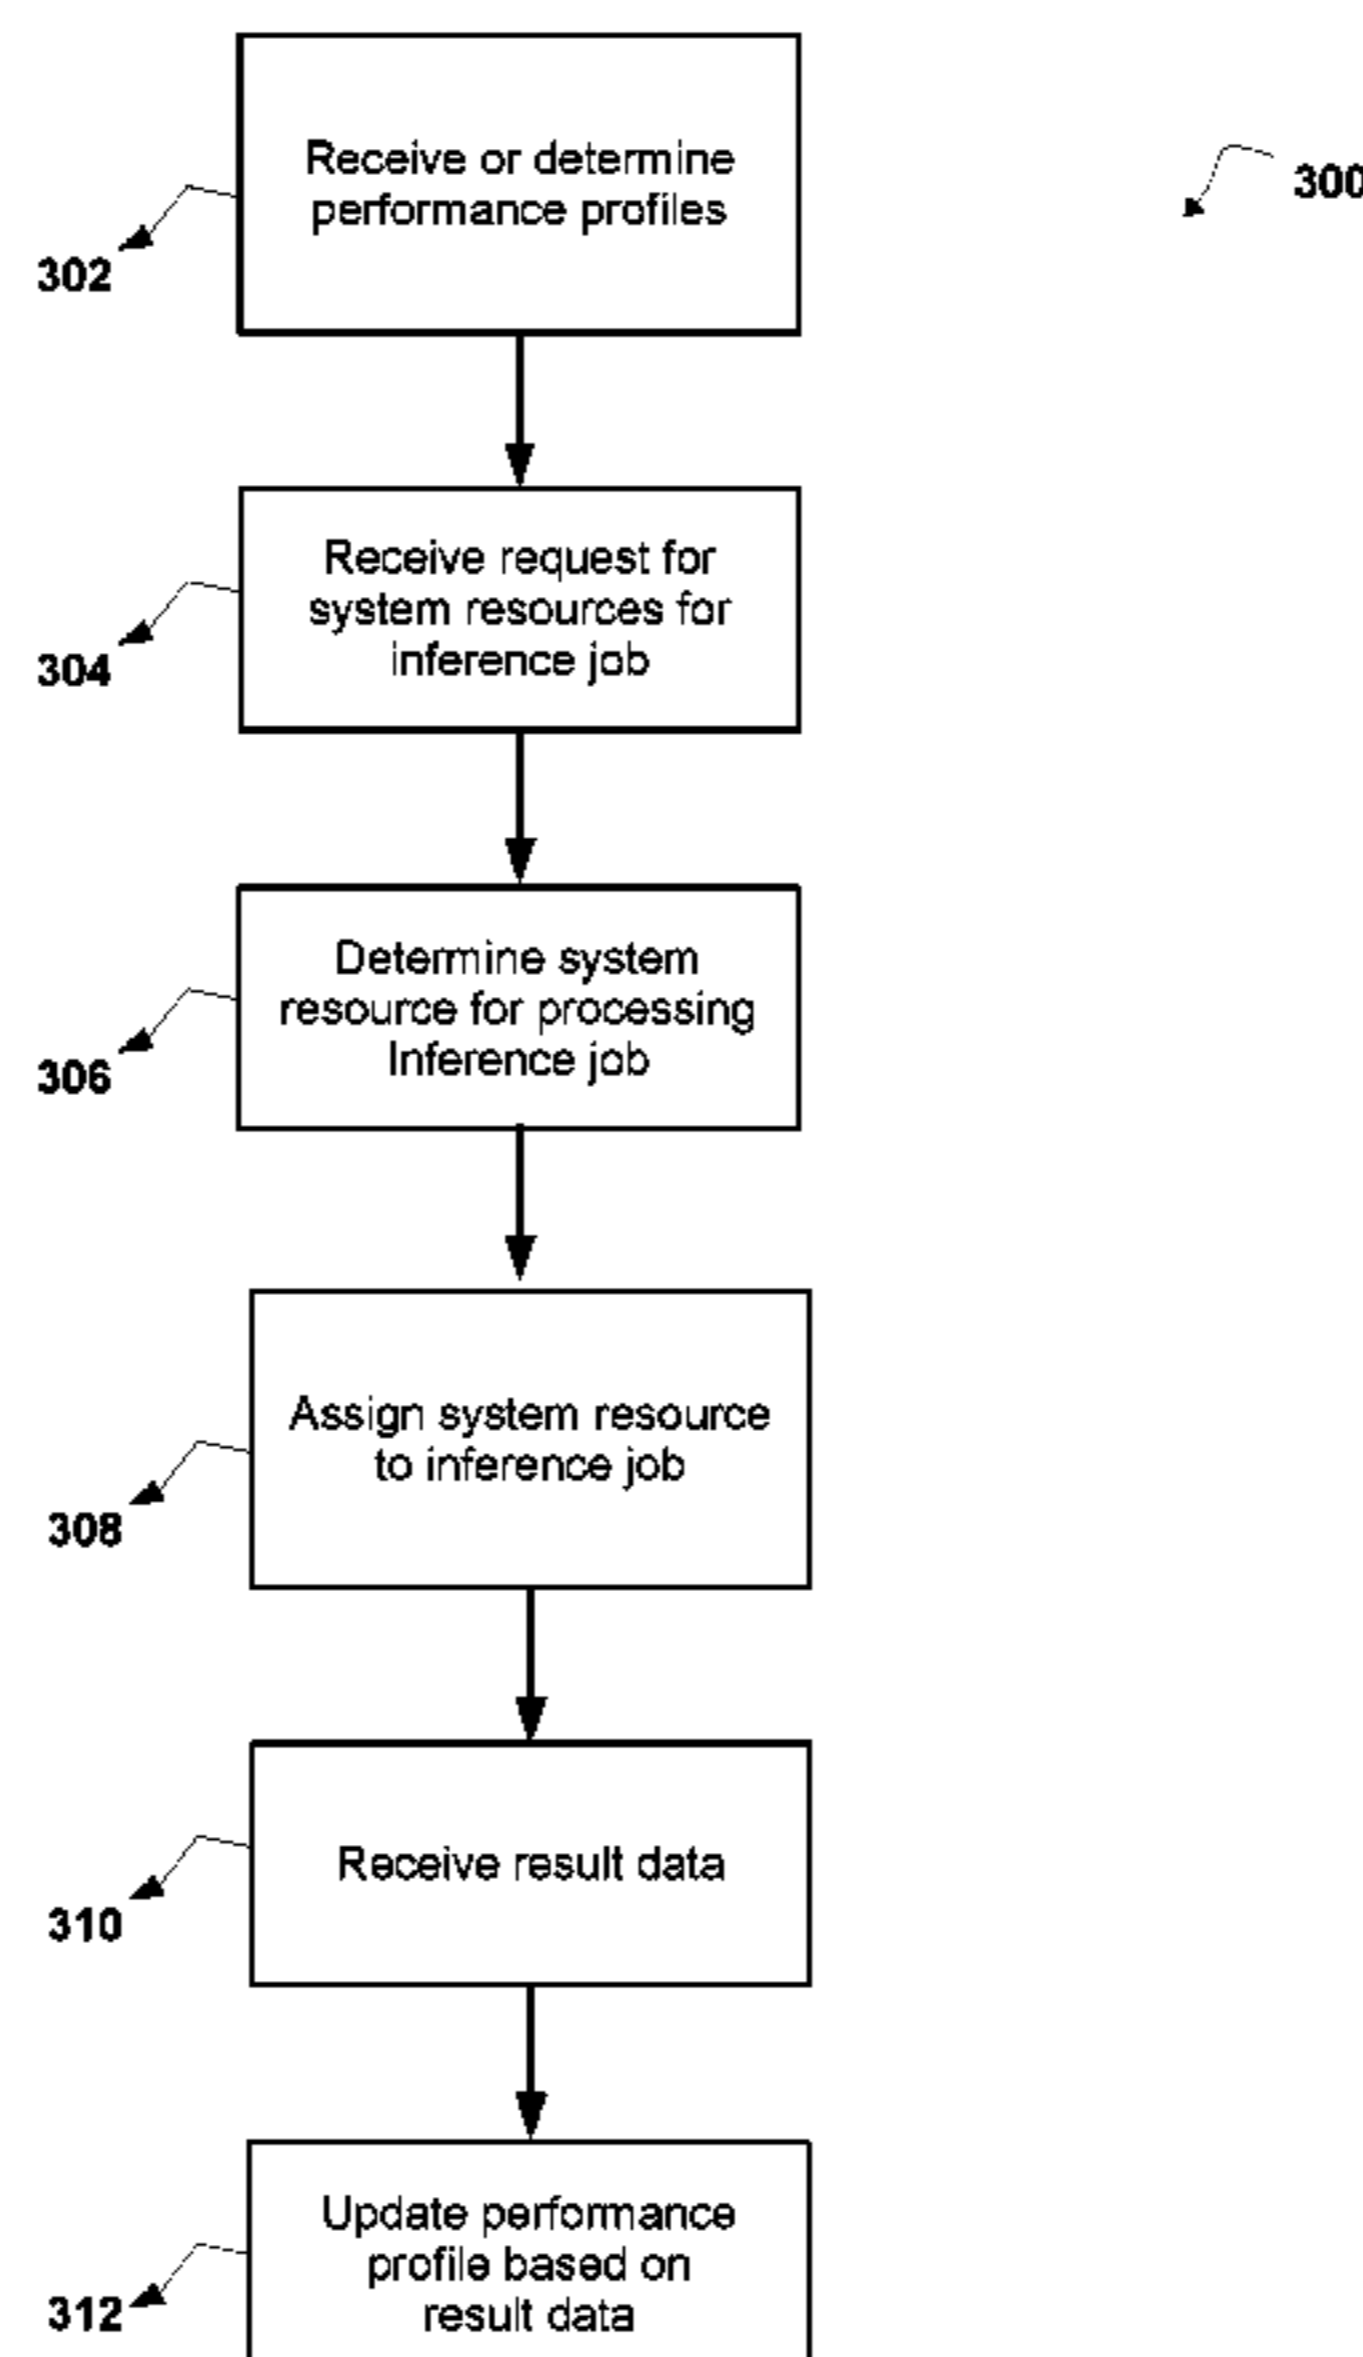 Receive or determine
performance profiles
300
302
Receive request for
system resources for
inference job
304
Determine system
resource for processing
Inference job
306
Assign system resource
to inference job
308
Receive result data
310
Update performance
profile based on
result data
312